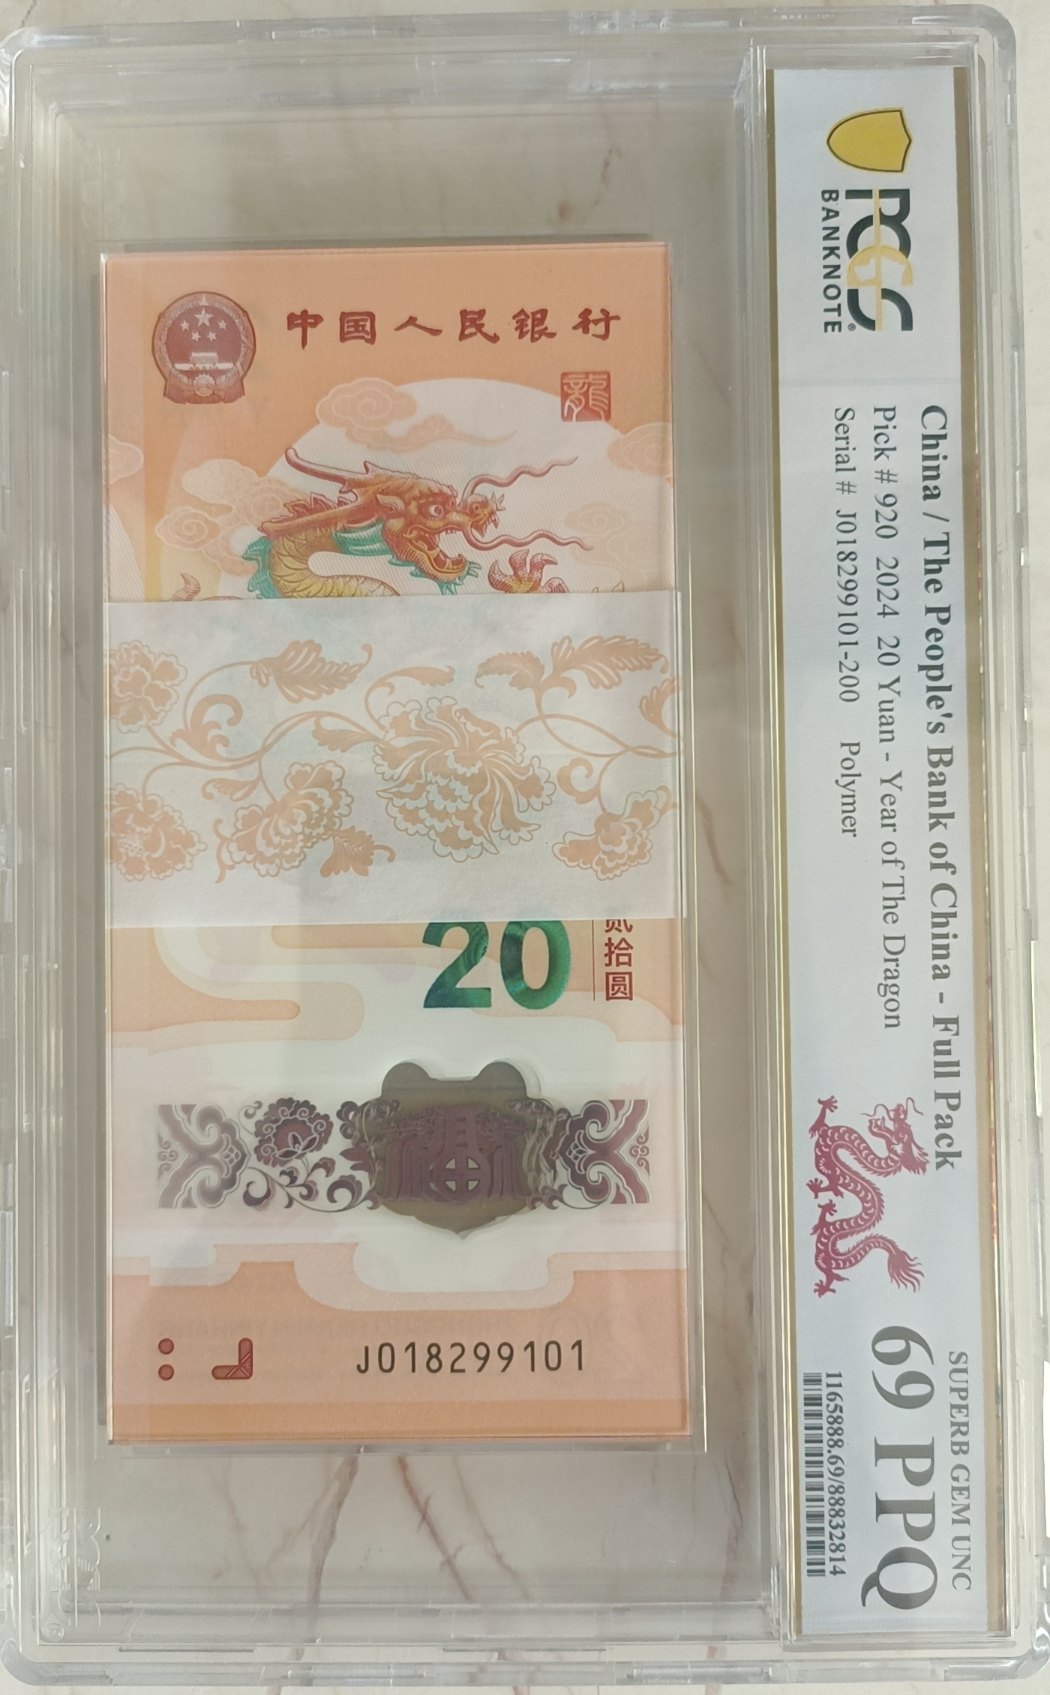 PCGS
BANKNOTE
China / The People's Bank of China - Full Pack
Pick # 920 2024 20 Yuan - Year of The Dragon
Serial # J018299101-200 Polymer
SUPERB GEM UNC
69 PPQ
1165888.69/88832814
中国人民银行
龍
20
贰拾圆
福
J018299101